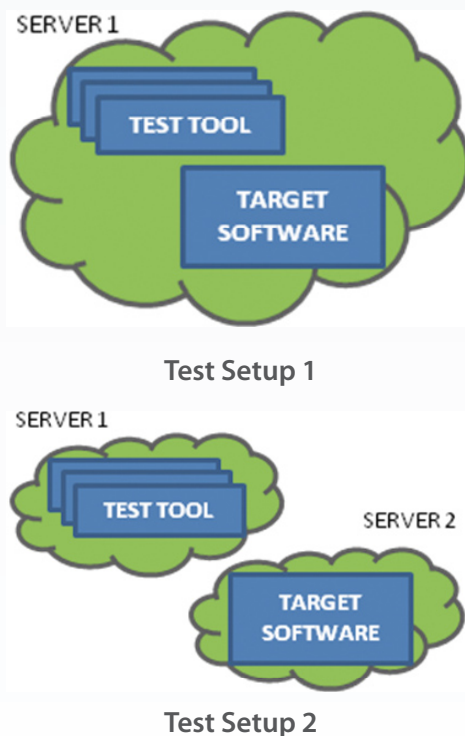 SERVER 1
TEST TOOL
TARGET
SOFTWARE
Test Setup 1
SERVER 1
TEST TOOL
SERVER 2
TARGET
SOFTWARE
Test Setup 2